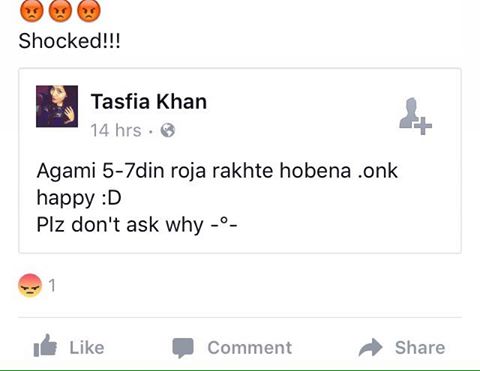 😡😡😡
Shocked!!!
Tasfia Khan
14 hrs ·
Agami 5-7din roja rakhte hobena .onk
happy :D
Plz don't ask why -°-
1
Like Comment Share